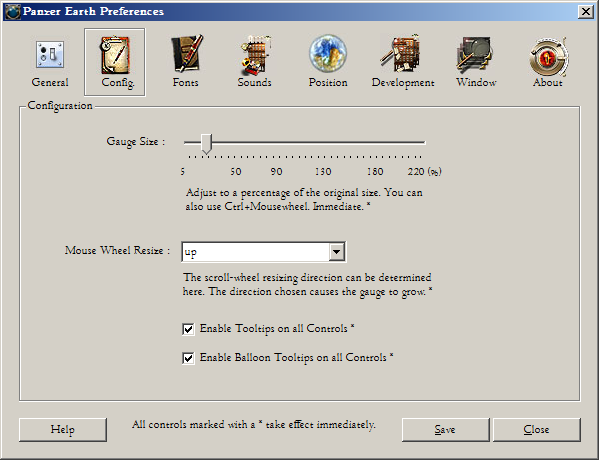 Panzer Earth Preferences
General Config. Fonts Sounds Position Development Window About
Configuration
Gauge Size :
5 50 90 130 180 220 (%)
Adjust to a percentage of the original size. You can
also use Ctrl+Mousewheel. Immediate. *
Mouse Wheel Resize : up
The scroll-wheel resizing direction can be determined
here. The direction chosen causes the gauge to grow. *
Enable Tooltips on all Controls *
Enable Balloon Tooltips on all Controls *
Help All controls marked with a * take effect immediately. Save Close